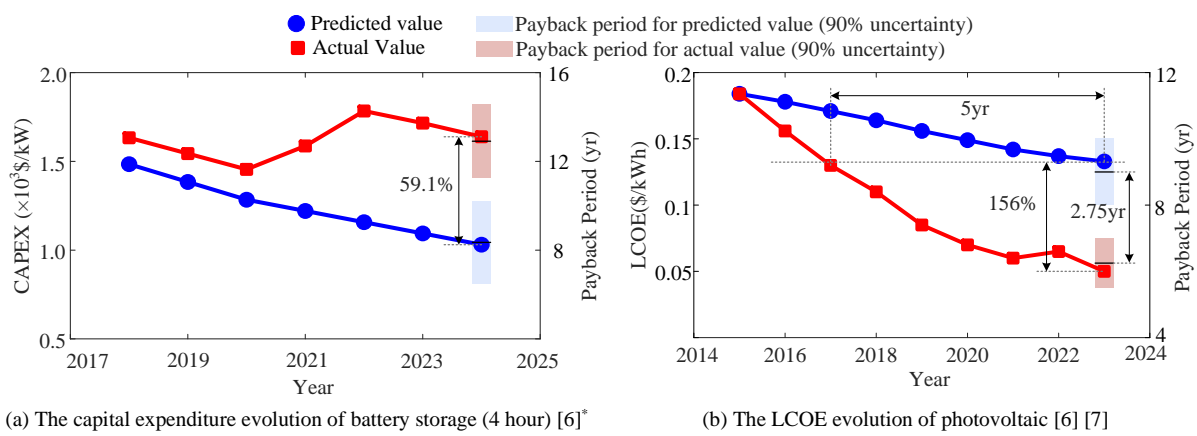 Predicted value
Actual Value
Payback period for predicted value (90% uncertainty)
Payback period for actual value (90% uncertainty)
CAPEX (×10³$/kW)
2.0
1.5
1.0
0.5
59.1%
16
12
8
4
Payback Period (yr)
2017 2019 2021 2023 2025
Year
(a) The capital expenditure evolution of battery storage (4 hour) [6]*
LCOE($/kWh)
0.2
0.15
0.1
0.05
5yr
156%
2.75yr
12
8
4
Payback Period (yr)
2014 2016 2018 2020 2022 2024
Year
(b) The LCOE evolution of photovoltaic [6] [7]